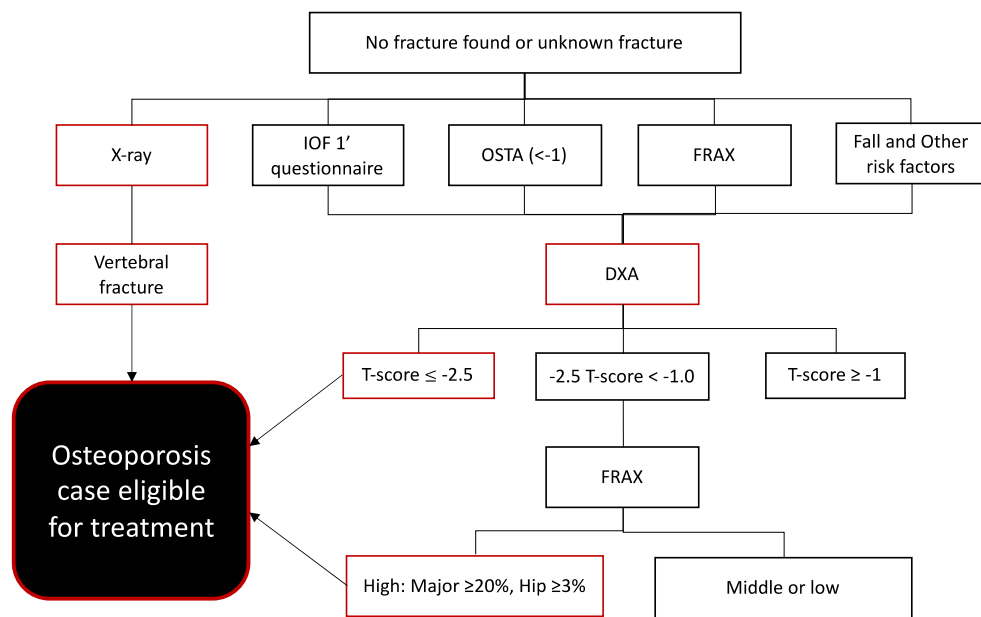 No fracture found or unknown fracture
X-ray
IOF 1’
questionnaire
OSTA (<-1)
FRAX
Fall and Other
risk factors
Vertebral
fracture
DXA
T-score ≤ -2.5
-2.5 T-score < -1.0
T-score ≥ -1
Osteoporosis
case eligible
for treatment
FRAX
High: Major ≥20%, Hip ≥3%
Middle or low